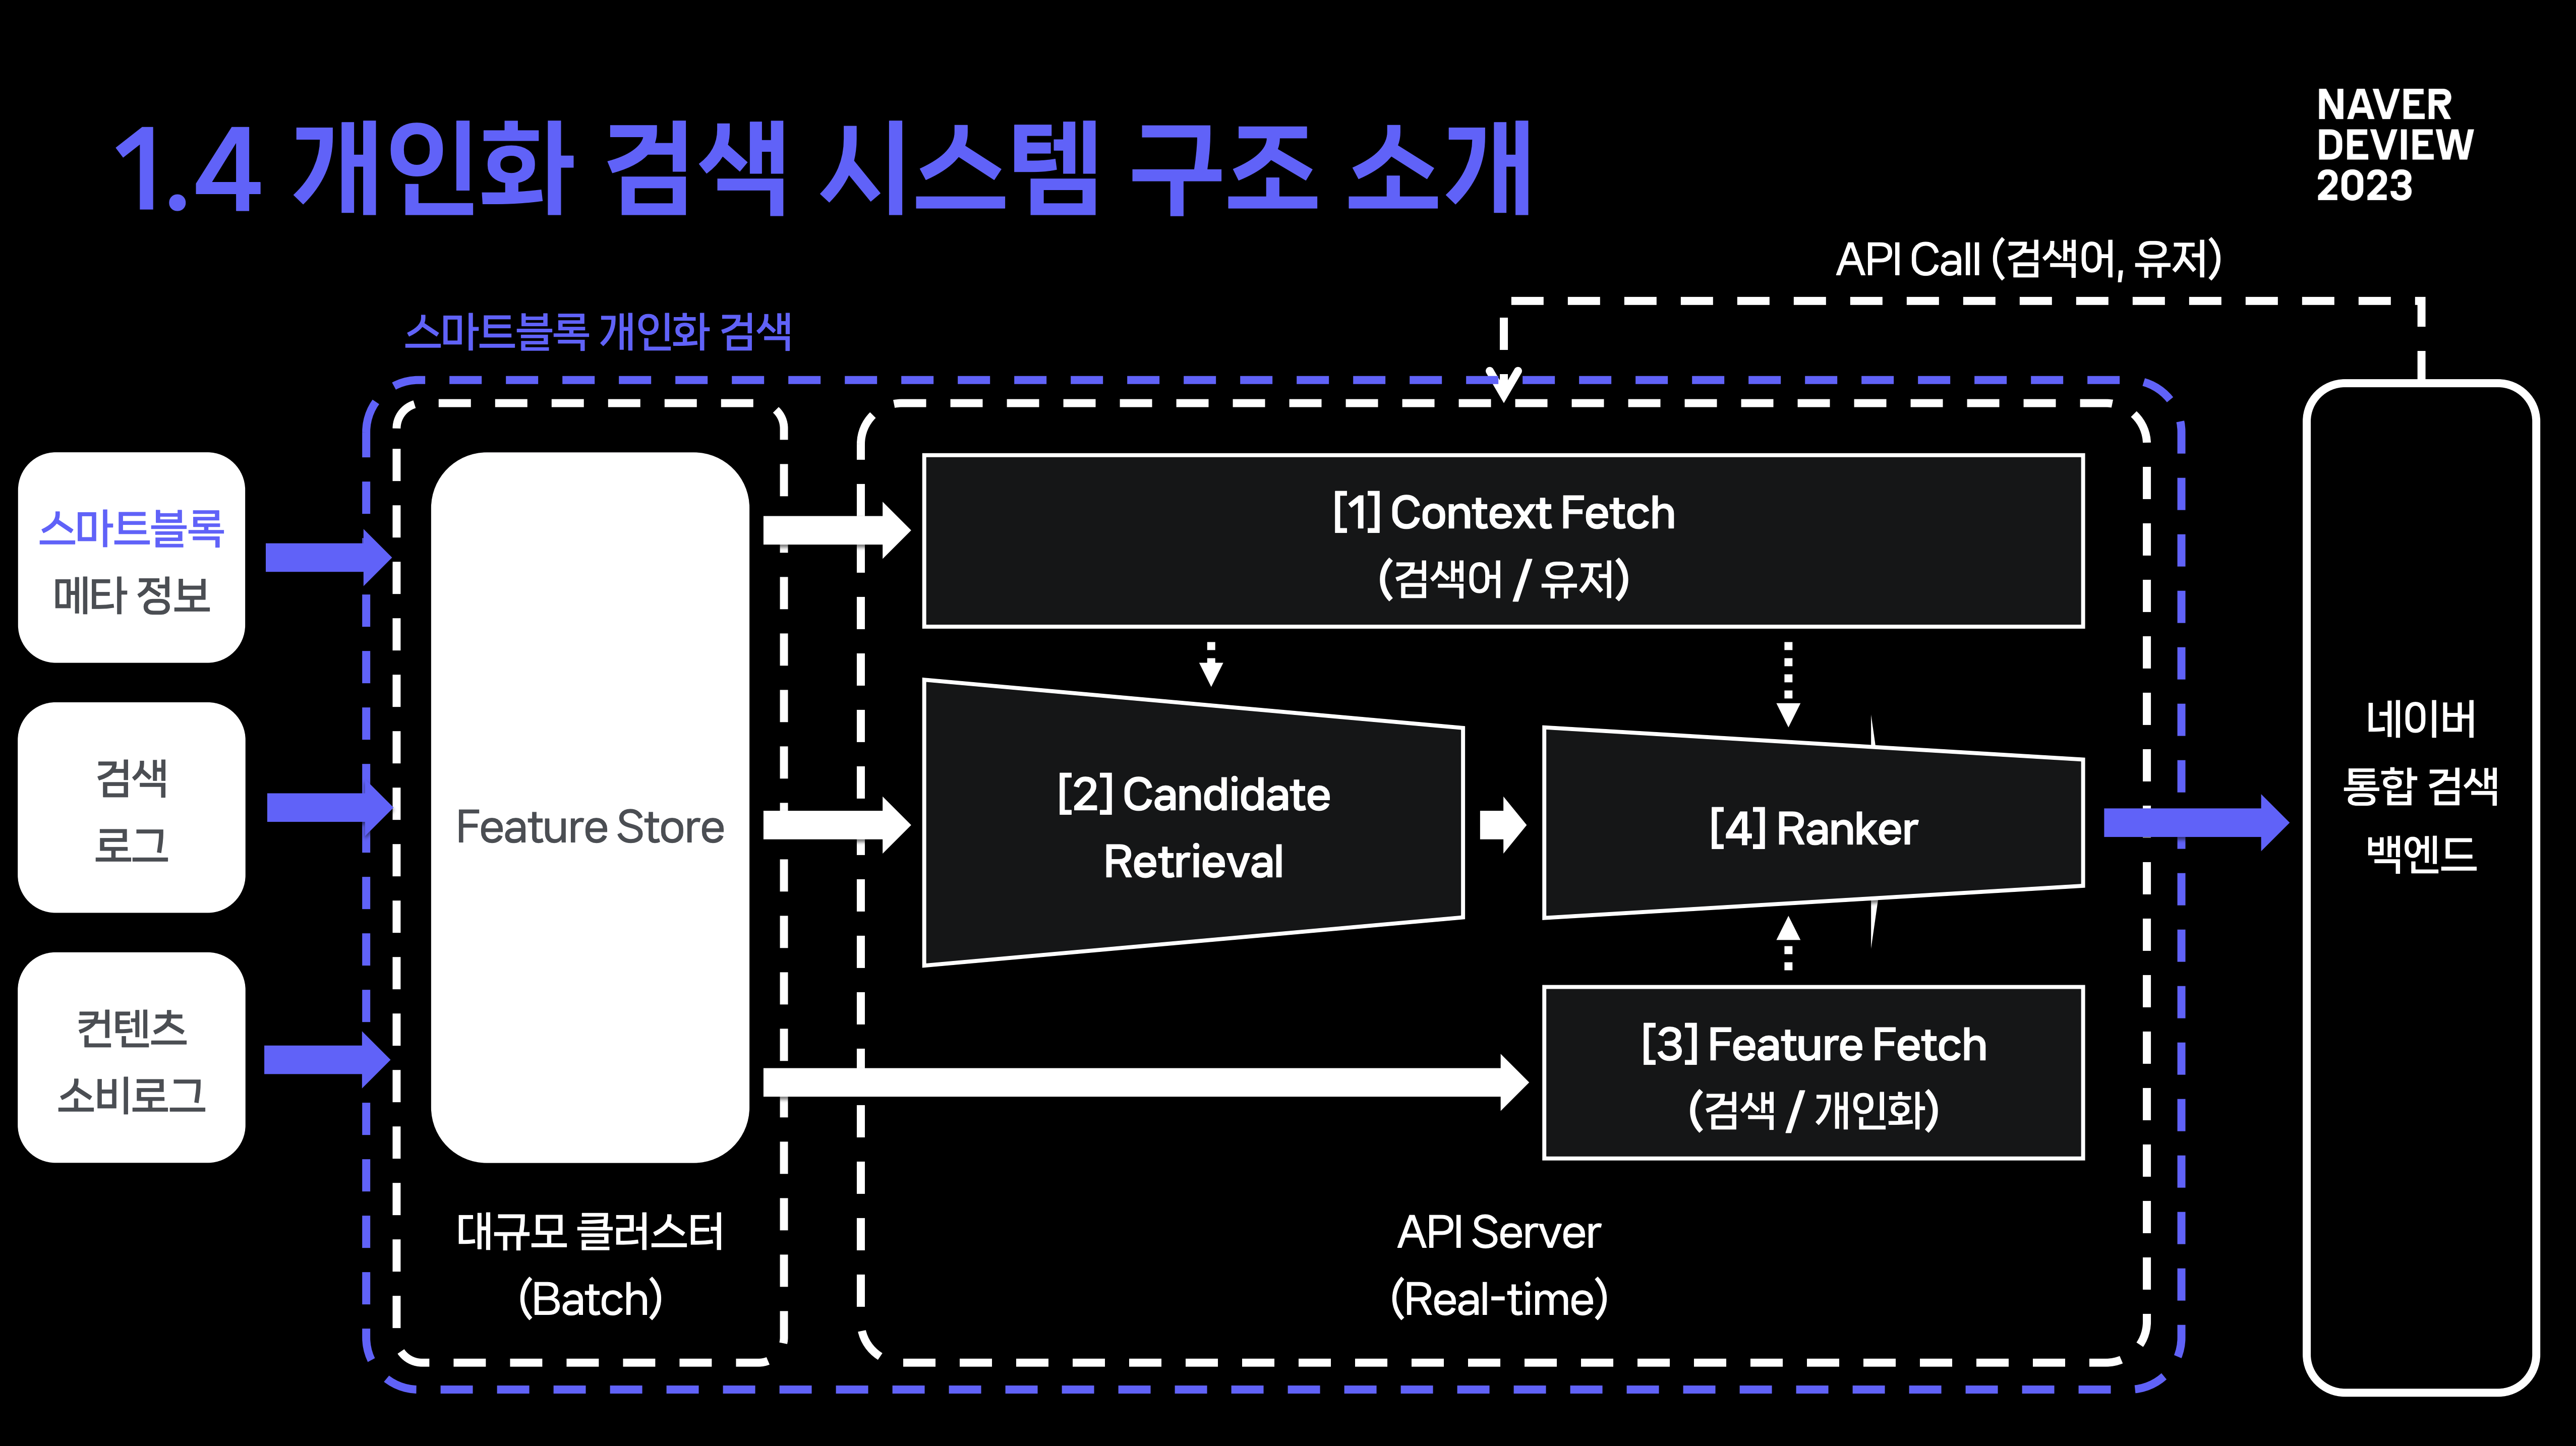 1.4 개인화 검색 시스템 구조 소개
NAVER
DEVIEW
2023
API Call (검색어, 유저)
스마트블록 개인화 검색
스마트블록
메타 정보
검색
로그
컨텐츠
소비로그
Feature Store
대규모 클러스터
(Batch)
[1] Context Fetch
(검색어 / 유저)
[2] Candidate
Retrieval
[4] Ranker
[3] Feature Fetch
(검색 / 개인화)
API Server
(Real-time)
네이버
통합 검색
백엔드